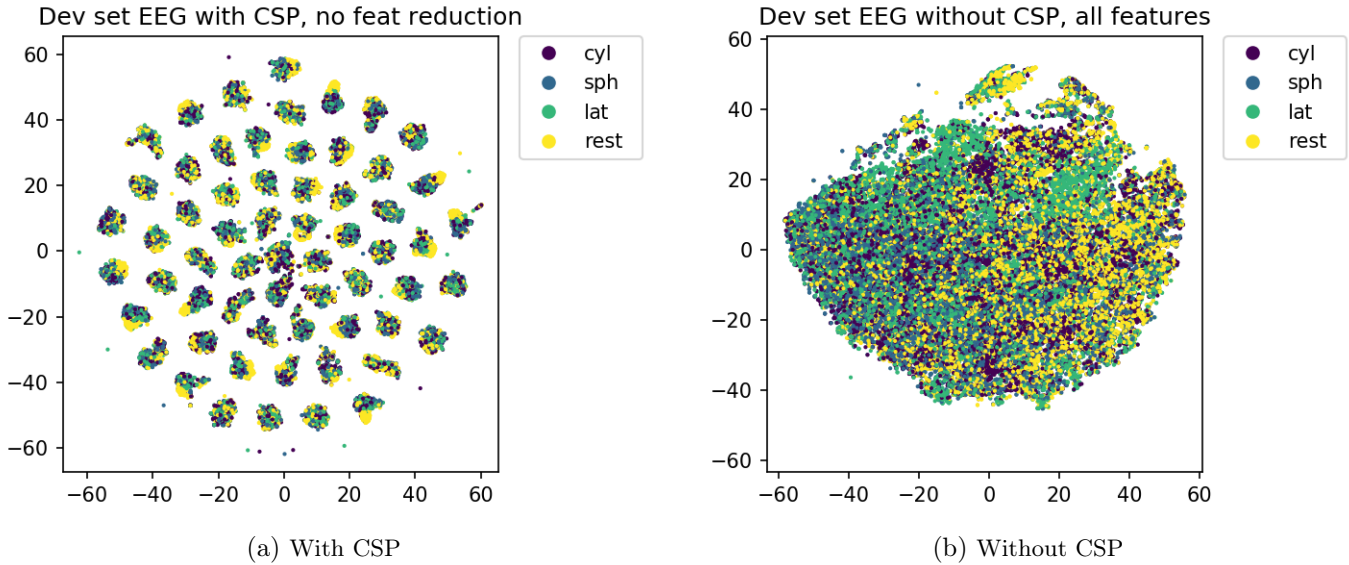 Dev set EEG with CSP, no feat reduction
60
40
20
0
−20
−40
−60
−60 −40 −20 0 20 40 60
cyl
sph
lat
rest
(a) With CSP
Dev set EEG without CSP, all features
60
40
20
0
−20
−40
−60
−60 −40 −20 0 20 40 60
cyl
sph
lat
rest
(b) Without CSP